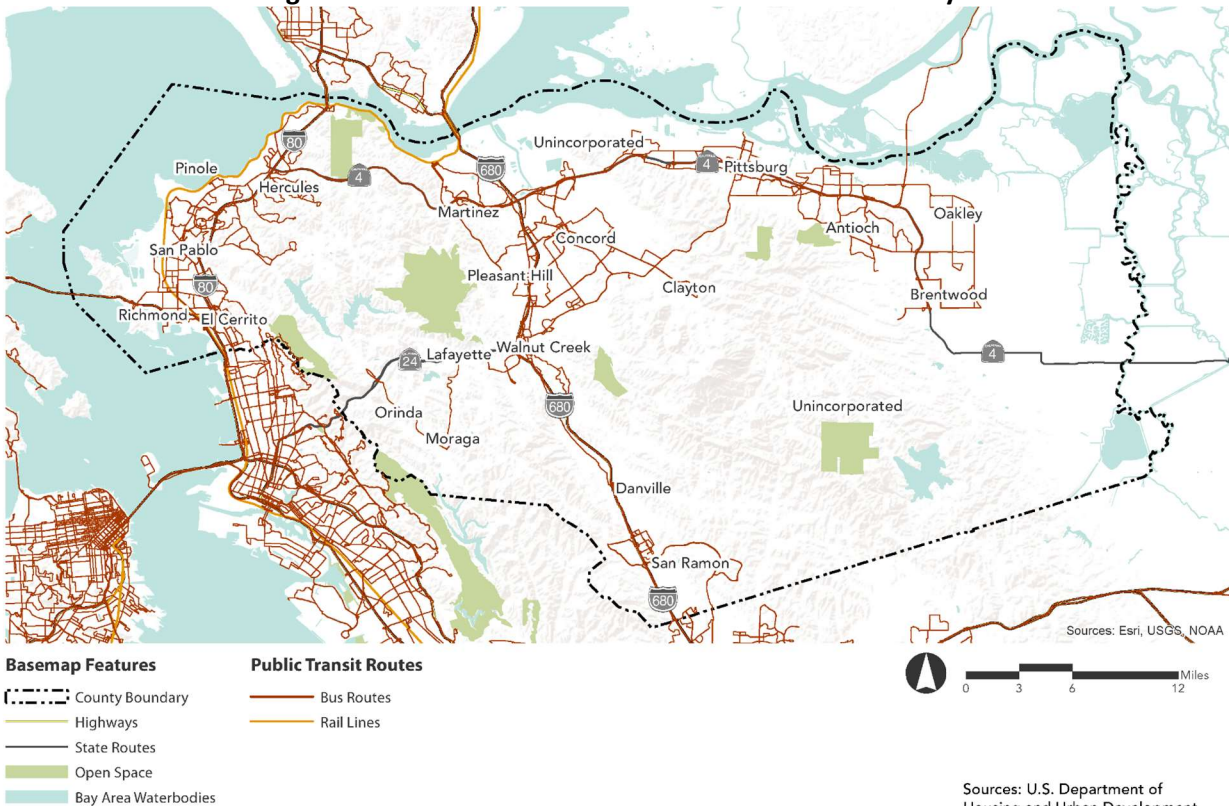 Unincorporated
80
Pinole
680
4
Pittsburg
Hercules
4
Martinez
Oakley
Antioch
Concord
San Pablo
Pleasant Hill
80
Clayton
Brentwood
Richmond
El Cerrito
Walnut Creek
Lafayette
24
4
680
Orinda
Unincorporated
Moraga
Danville
San Ramon
680
Sources: Esri, USGS, NOAA
Basemap Features
County Boundary
Highways
State Routes
Open Space
Bay Area Waterbodies
Public Transit Routes
Bus Routes
Rail Lines
0 3 6 12 Miles
Sources: U.S. Department of